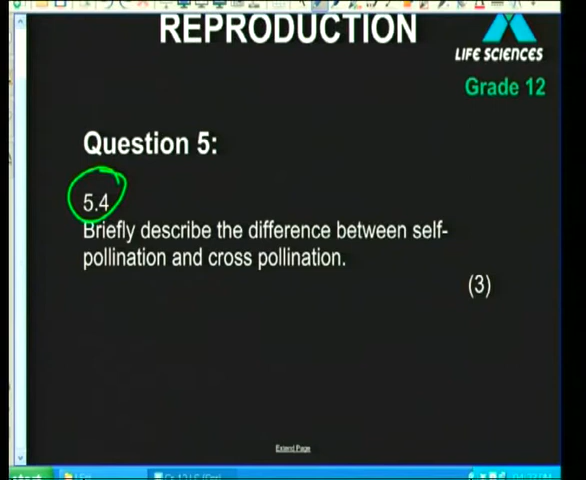 REPRODUCTION
LIFE SCIENCES
Grade 12
Question 5:
5.4
Briefly describe the difference between self-
pollination and cross pollination.
(3)
Extend Page
start